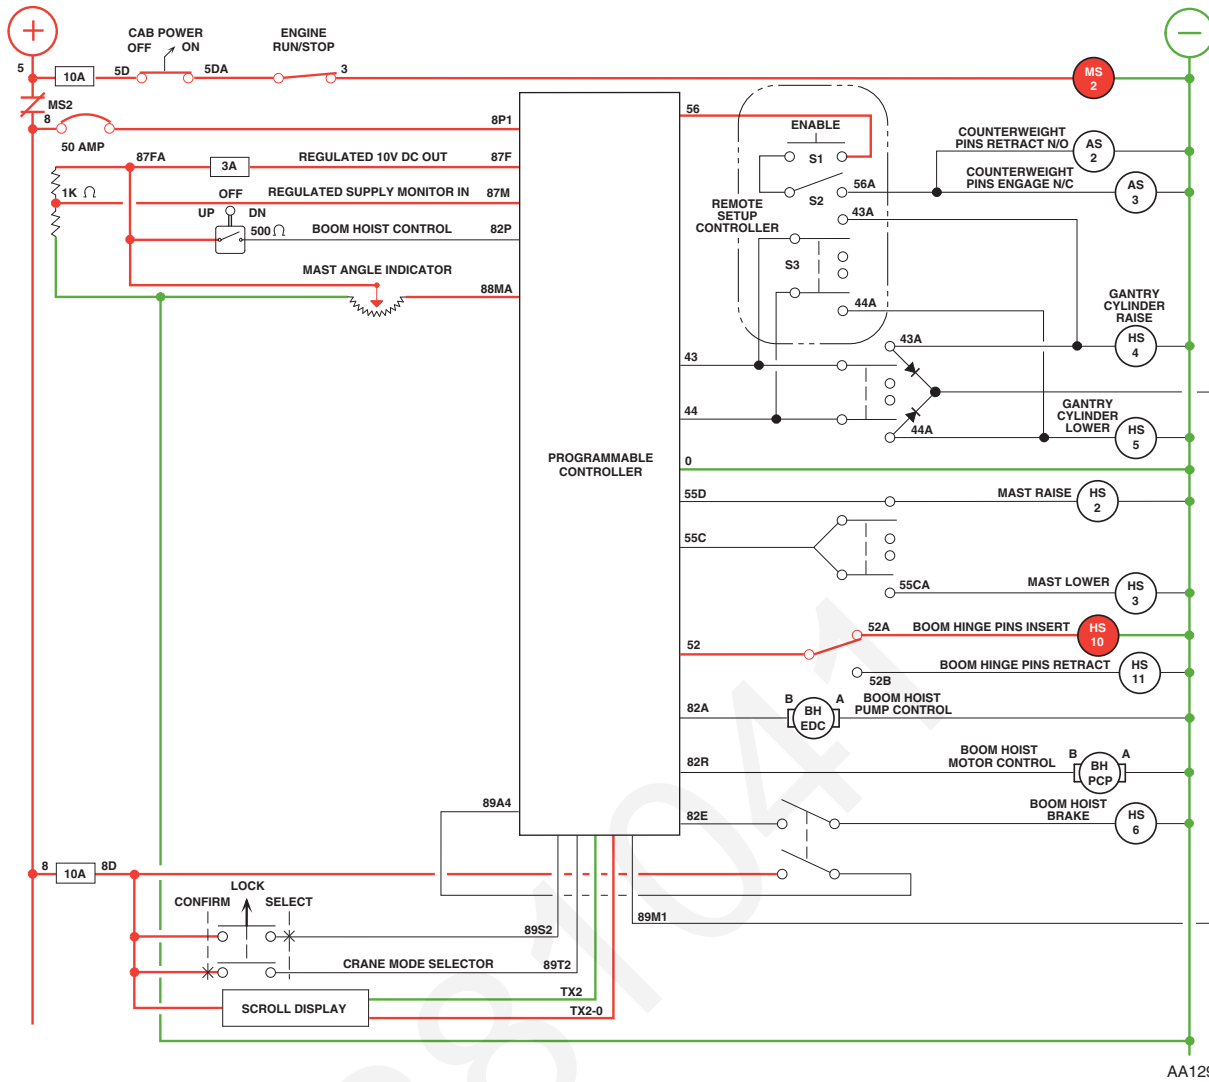 +
−
CAB POWER
OFF ON
ENGINE
RUN/STOP
5
10A
5D
5DA
3
MS
2
MS2
8
50 AMP
8P1
56
ENABLE
S1
COUNTERWEIGHT
PINS RETRACT N/O
AS
2
87FA
3A
REGULATED 10V DC OUT
87F
1K Ω
REGULATED SUPPLY MONITOR IN
87M
S2
56A
COUNTERWEIGHT
PINS ENGAGE N/C
AS
3
OFF
UP DN
500 Ω
BOOM HOIST CONTROL
82P
REMOTE
SETUP
CONTROLLER
43A
S3
MAST ANGLE INDICATOR
88MA
44A
GANTRY
CYLINDER
RAISE
HS
4
43
43A
44
44A
GANTRY
CYLINDER
LOWER
HS
5
PROGRAMMABLE
CONTROLLER
0
55D
MAST RAISE
HS
2
55C
55CA
MAST LOWER
HS
3
52
52A
BOOM HINGE PINS INSERT
HS
10
52B
BOOM HINGE PINS RETRACT
HS
11
82A
B
BH
EDC
A
BOOM HOIST
PUMP CONTROL
82R
BOOM HOIST
MOTOR CONTROL
B
BH
PCP
A
89A4
82E
BOOM HOIST
BRAKE
HS
6
8
10A
8D
LOCK
CONFIRM SELECT
89S2
89M1
CRANE MODE SELECTOR
89T2
SCROLL DISPLAY
TX2
TX2-0
AA129